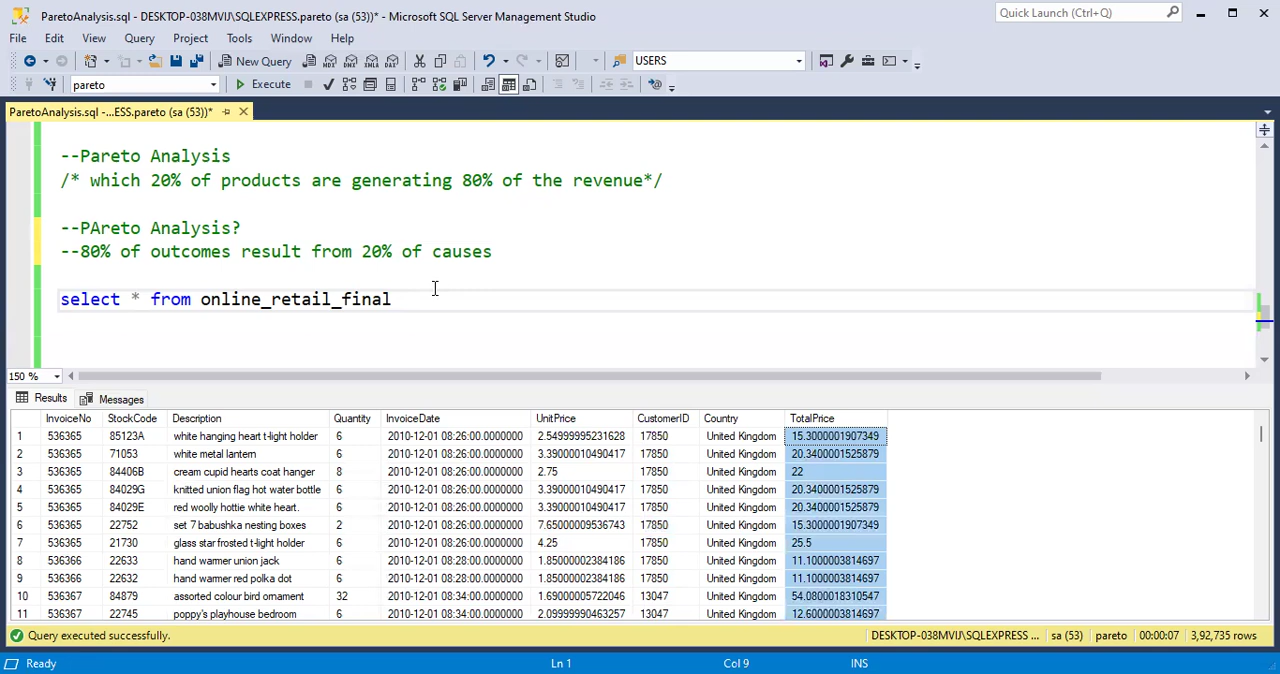 ParetoAnalysis.sql - DESKTOP-038MVIJ\SQLEXPRESS.pareto (sa (53))* - Microsoft SQL Server Management Studio
Quick Launch (Ctrl+Q)
File Edit View Query Project Tools Window Help
New Query MDX DMX XMLA DAX USERS
pareto Execute
ParetoAnalysis.sql -...ESS.pareto (sa (53))*
--Pareto Analysis
/* which 20% of products are generating 80% of the revenue*/
--PAreto Analysis?
--80% of outcomes result from 20% of causes
select * from online_retail_final
150 %
Results Messages
InvoiceNo StockCode Description Quantity InvoiceDate UnitPrice CustomerID Country TotalPrice
1 536365 85123A white hanging heart t-light holder 6 2010-12-01 08:26:00.0000000 2.54999995231628 17850 United Kingdom 15.3000001907349
2 536365 71053 white metal lantern 6 2010-12-01 08:26:00.0000000 3.39000010490417 17850 United Kingdom 20.3400001525879
3 536365 84406B cream cupid hearts coat hanger 8 2010-12-01 08:26:00.0000000 2.75 17850 United Kingdom 22
4 536365 84029G knitted union flag hot water bottle 6 2010-12-01 08:26:00.0000000 3.39000010490417 17850 United Kingdom 20.3400001525879
5 536365 84029E red woolly hottie white heart. 6 2010-12-01 08:26:00.0000000 3.39000010490417 17850 United Kingdom 20.3400001525879
6 536365 22752 set 7 babushka nesting boxes 2 2010-12-01 08:26:00.0000000 7.65000009536743 17850 United Kingdom 15.3000001907349
7 536365 21730 glass star frosted t-light holder 6 2010-12-01 08:26:00.0000000 4.25 17850 United Kingdom 25.5
8 536366 22633 hand warmer union jack 6 2010-12-01 08:28:00.0000000 1.85000002384186 17850 United Kingdom 11.1000003814697
9 536366 22632 hand warmer red polka dot 6 2010-12-01 08:28:00.0000000 1.85000002384186 17850 United Kingdom 11.1000003814697
10 536367 84879 assorted colour bird ornament 32 2010-12-01 08:34:00.0000000 1.69000005722046 13047 United Kingdom 54.0800018310547
11 536367 22745 poppy's playhouse bedroom 6 2010-12-01 08:34:00.0000000 2.09999990463257 13047 United Kingdom 12.6000003814697
Query executed successfully. DESKTOP-038MVIJ\SQLEXPRESS ... sa (53) pareto 00:00:07 3,92,735 rows
Ready Ln 1 Col 9 INS